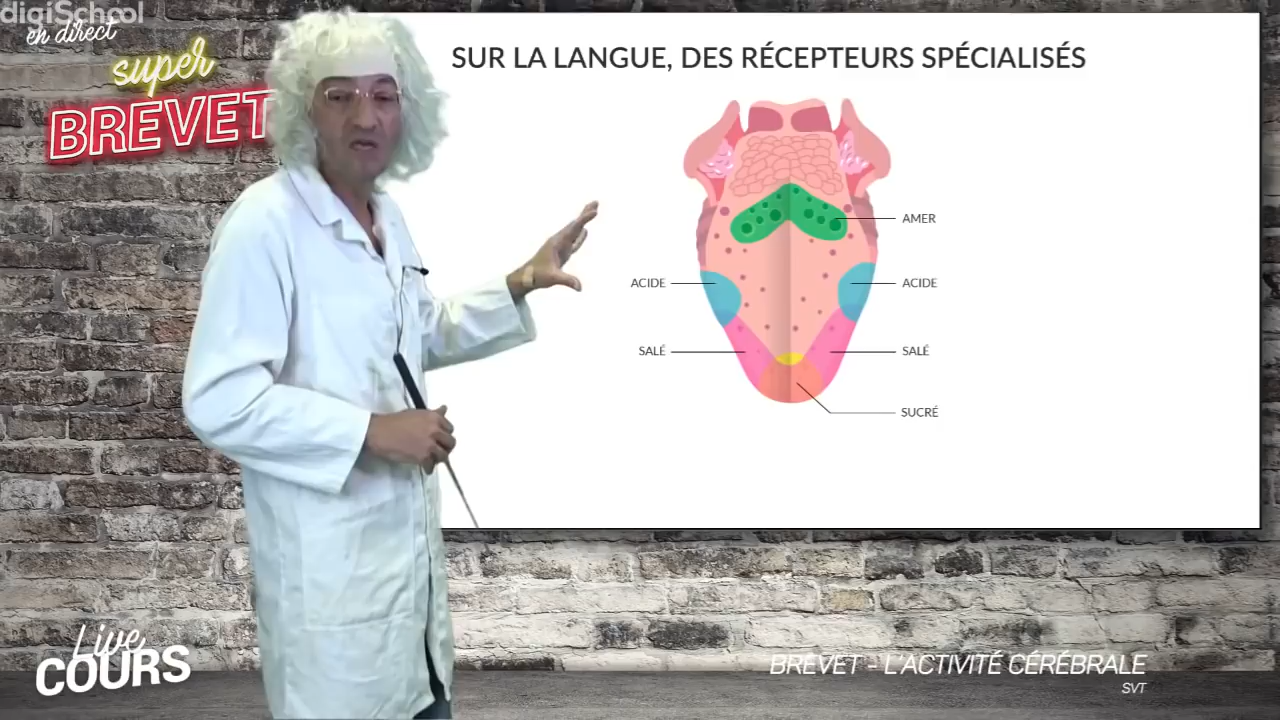 digiSchool
en direct
super
BREVET
SUR LA LANGUE, DES RÉCEPTEURS SPÉCIALISÉS
AMER
ACIDE
ACIDE
SALÉ
SALÉ
SUCRÉ
Live
COURS
BREVET - L'ACTIVITÉ CÉRÉBRALE
SVT